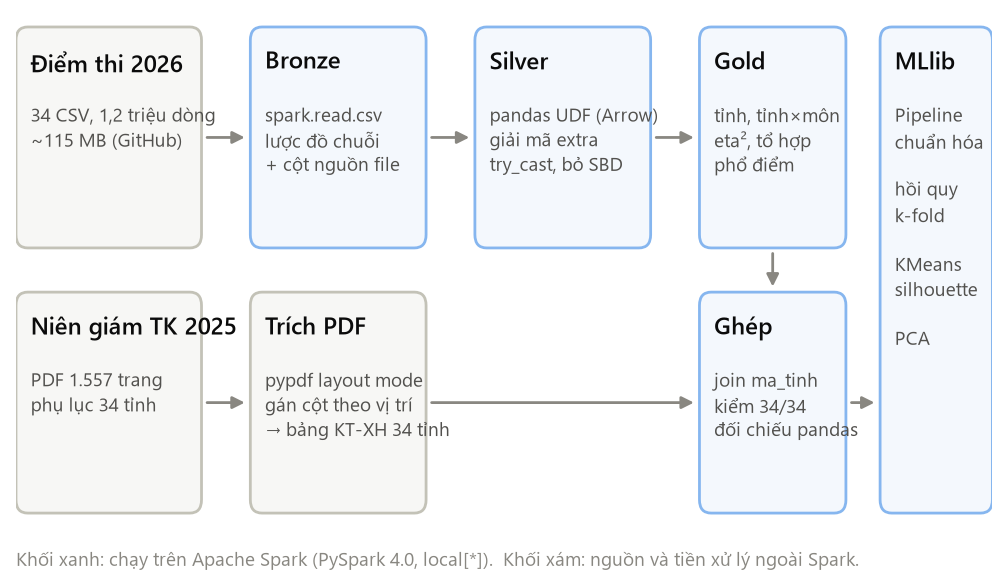 Điểm thi 2026
34 CSV, 1,2 triệu dòng
~115 MB (GitHub)
Bronze
spark.read.csv
lược đồ chuỗi
+ cột nguồn file
Silver
pandas UDF (Arrow)
giải mã extra
try_cast, bỏ SBD
Gold
tỉnh, tỉnh×môn
eta², tổ hợp
phổ điểm
MLlib
Pipeline
chuẩn hóa
hồi quy
k-fold
KMeans
silhouette
PCA
Niên giám TK 2025
PDF 1.557 trang
phụ lục 34 tỉnh
Trích PDF
pypdf layout mode
gán cột theo vị trí
→ bảng KT-XH 34 tỉnh
Ghép
join ma_tinh
kiểm 34/34
đối chiếu pandas
Khối xanh: chạy trên Apache Spark (PySpark 4.0, local[*]). Khối xám: nguồn và tiền xử lý ngoài Spark.